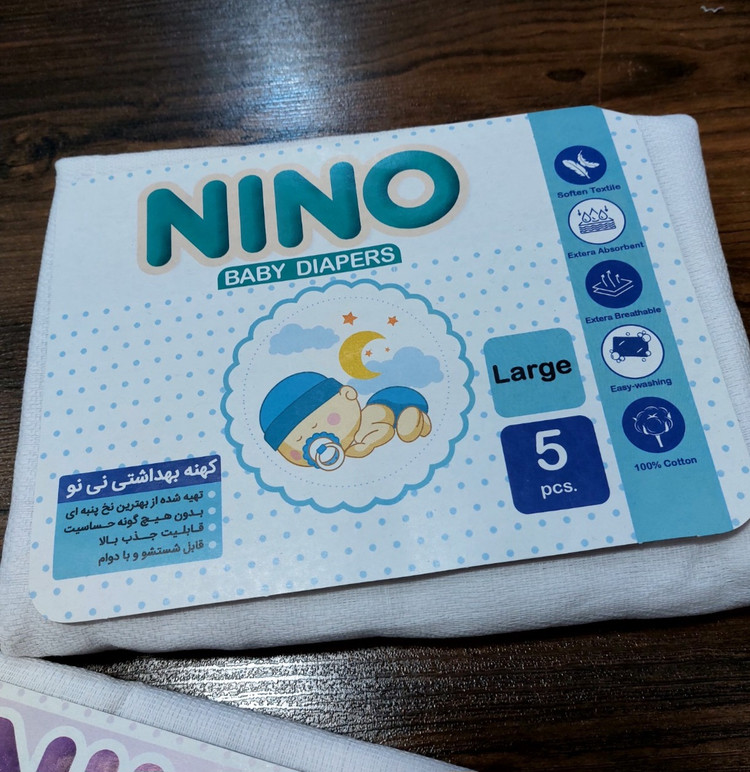 NINO
BABY DIAPERS
Soften Textile
Extera Absorbent
Extera Breathable
Easy-washing
100% Cotton
Large
5
pcs.
کهنه بهداشتی نی نو
تهیه شده از بهترین نخ پنبه ای
بدون هیچ گونه حساسیت
قابلیت جذب بالا
قابل شستشو و با دوام